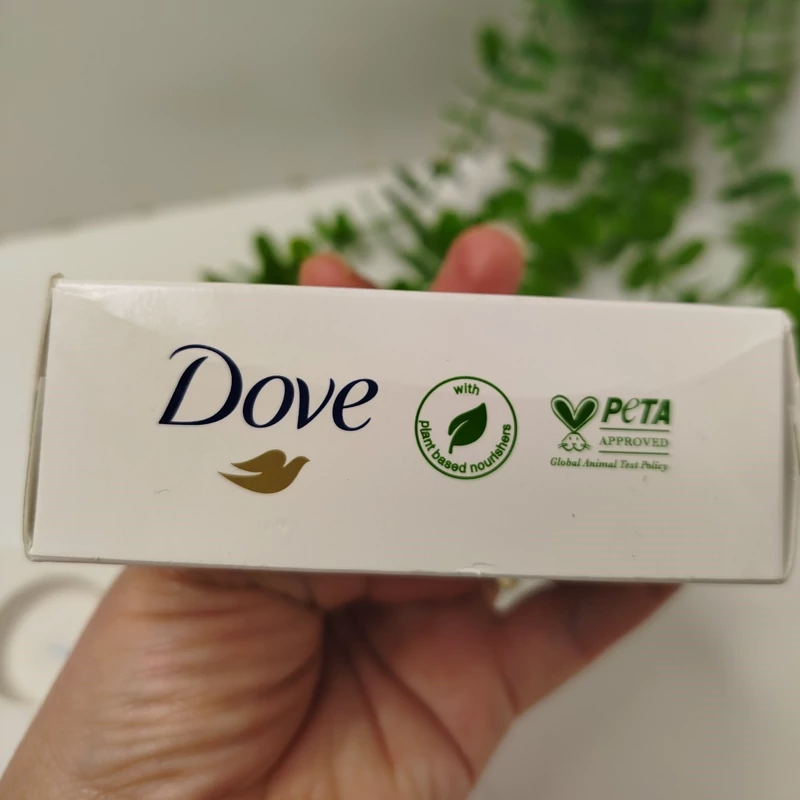 Dove
with
plant based nourishers
PeTA
APPROVED
Global Animal Test Policy